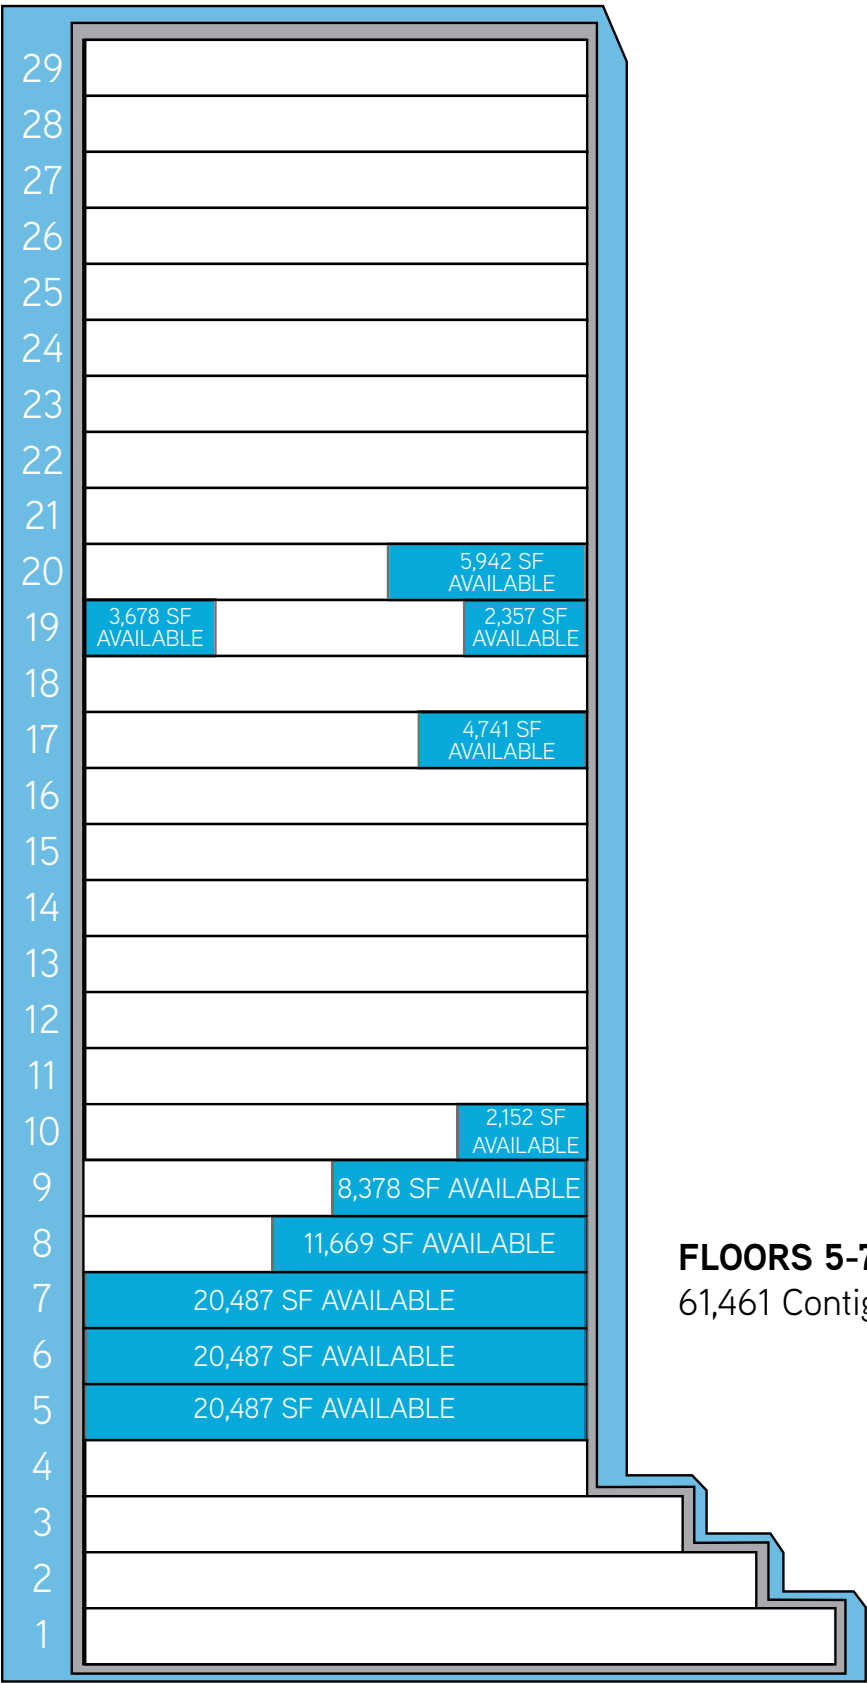 29
28
27
26
25
24
23
22
21
20
5,942 SF
AVAILABLE
19
3,678 SF
AVAILABLE
2,357 SF
AVAILABLE
18
17
4,741 SF
AVAILABLE
16
15
14
13
12
11
10
2,152 SF
AVAILABLE
9
8,378 SF AVAILABLE
8
11,669 SF AVAILABLE
7
20,487 SF AVAILABLE
6
20,487 SF AVAILABLE
5
20,487 SF AVAILABLE
FLOORS 5-7
61,461 Contig
4
3
2
1